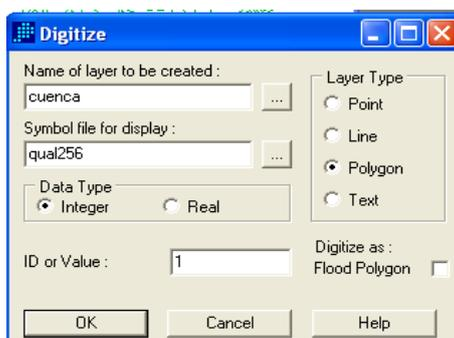 Digitize
Name of layer to be created :
cuenca
...
Symbol file for display :
qual256
...
Data Type
Integer
Real
ID or Value :
1
Layer Type
Point
Line
Polygon
Text
Digitize as :
Flood Polygon
OK
Cancel
Help